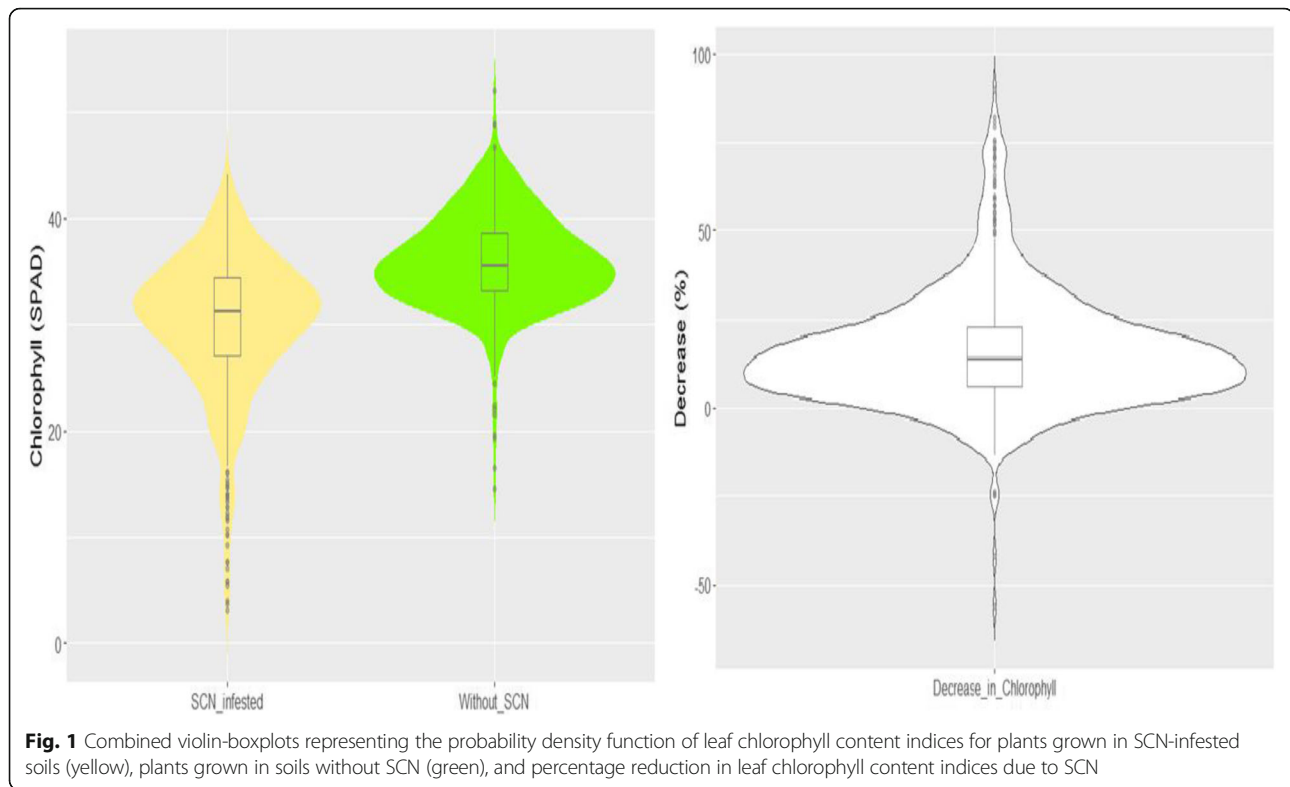 Chlorophyll (SPAD)
40
20
0
SCN_infested
Without_SCN
Decrease (%)
100
50
0
-50
Decrease_in_Chlorophyll
Fig. 1 Combined violin-boxplots representing the probability density function of leaf chlorophyll content indices for plants grown in SCN-infested
soils (yellow), plants grown in soils without SCN (green), and percentage reduction in leaf chlorophyll content indices due to SCN